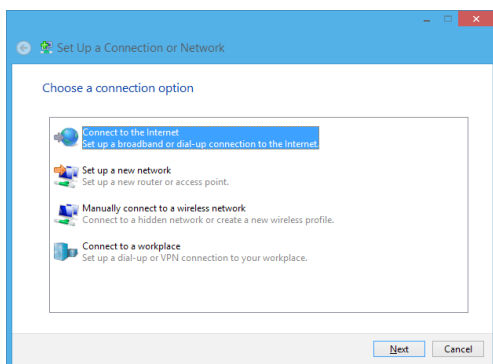 Set Up a Connection or Network
Choose a connection option
Connect to the Internet
Set up a broadband or dial-up connection to the Internet.
Set up a new network
Set up a new router or access point.
Manually connect to a wireless network
Connect to a hidden network or create a new wireless profile.
Connect to a workplace
Set up a dial-up or VPN connection to your workplace.
Next Cancel